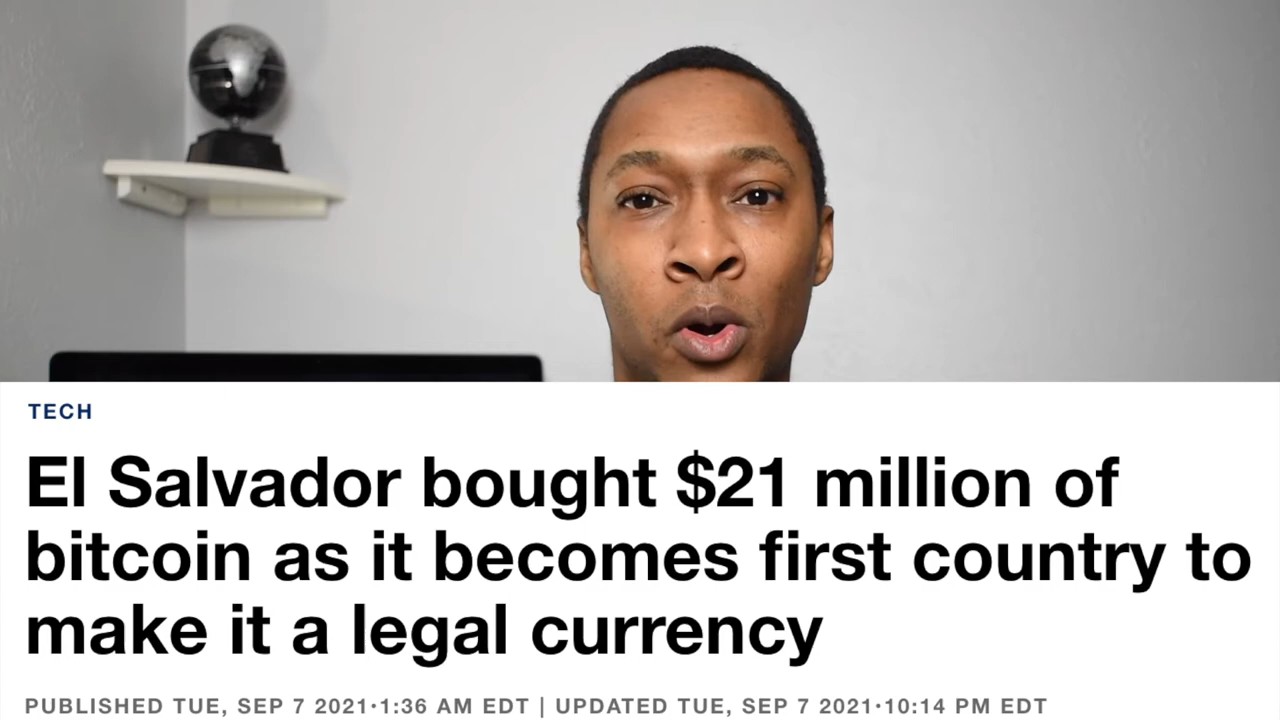 TECH
El Salvador bought $21 million of
bitcoin as it becomes first country to
make it a legal currency
PUBLISHED TUE, SEP 7 2021·1:36 AM EDT | UPDATED TUE, SEP 7 2021·10:14 PM EDT